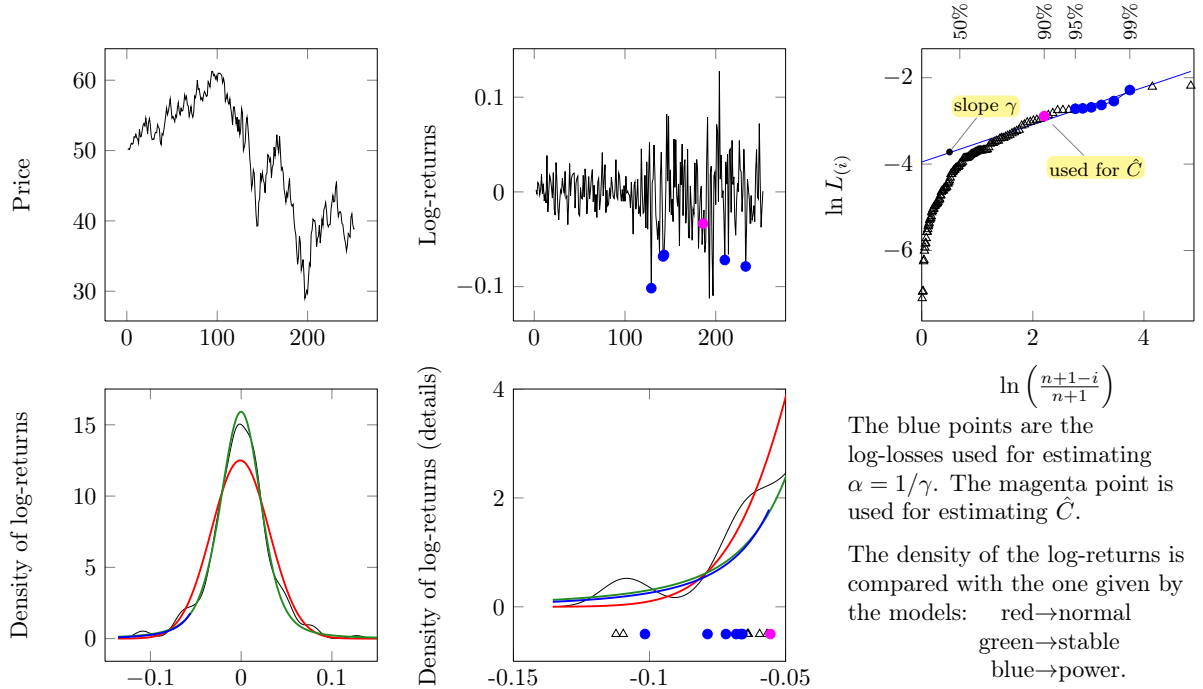 50%
90%
95%
99%
60
50
40
30
Price
0
100
200
0.1
0
−0.1
Log-returns
0
100
200
−2
−4
−6
ln L(i)
slope γ
used for Ĉ
0
2
4
ln (n+1−i / n+1)
15
10
5
0
Density of log-returns
−0.1
0
0.1
4
2
0
Density of log-returns (details)
-0.15
-0.1
-0.05
The blue points are the
log-losses used for estimating
α = 1/γ. The magenta point is
used for estimating Ĉ.
The density of the log-returns is
compared with the one given by
the models: red→normal
green→stable
blue→power.